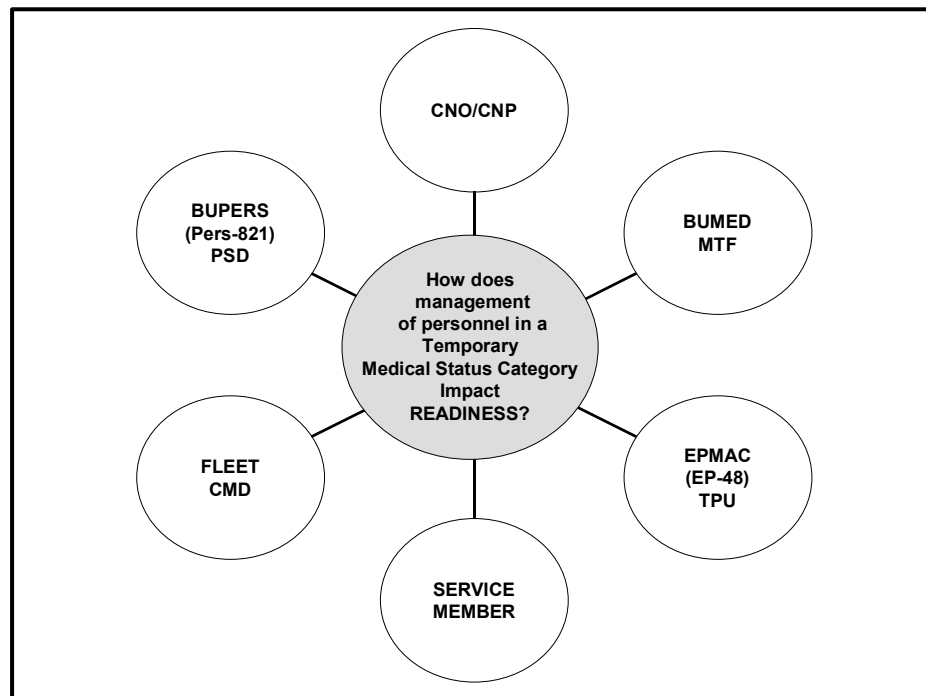 CNO/CNP
BUPERS
(Pers-821)
PSD
BUMED
MTF
How does
management
of personnel in a
Temporary
Medical Status Category
Impact
READINESS?
FLEET
CMD
EPMAC
(EP-48)
TPU
SERVICE
MEMBER